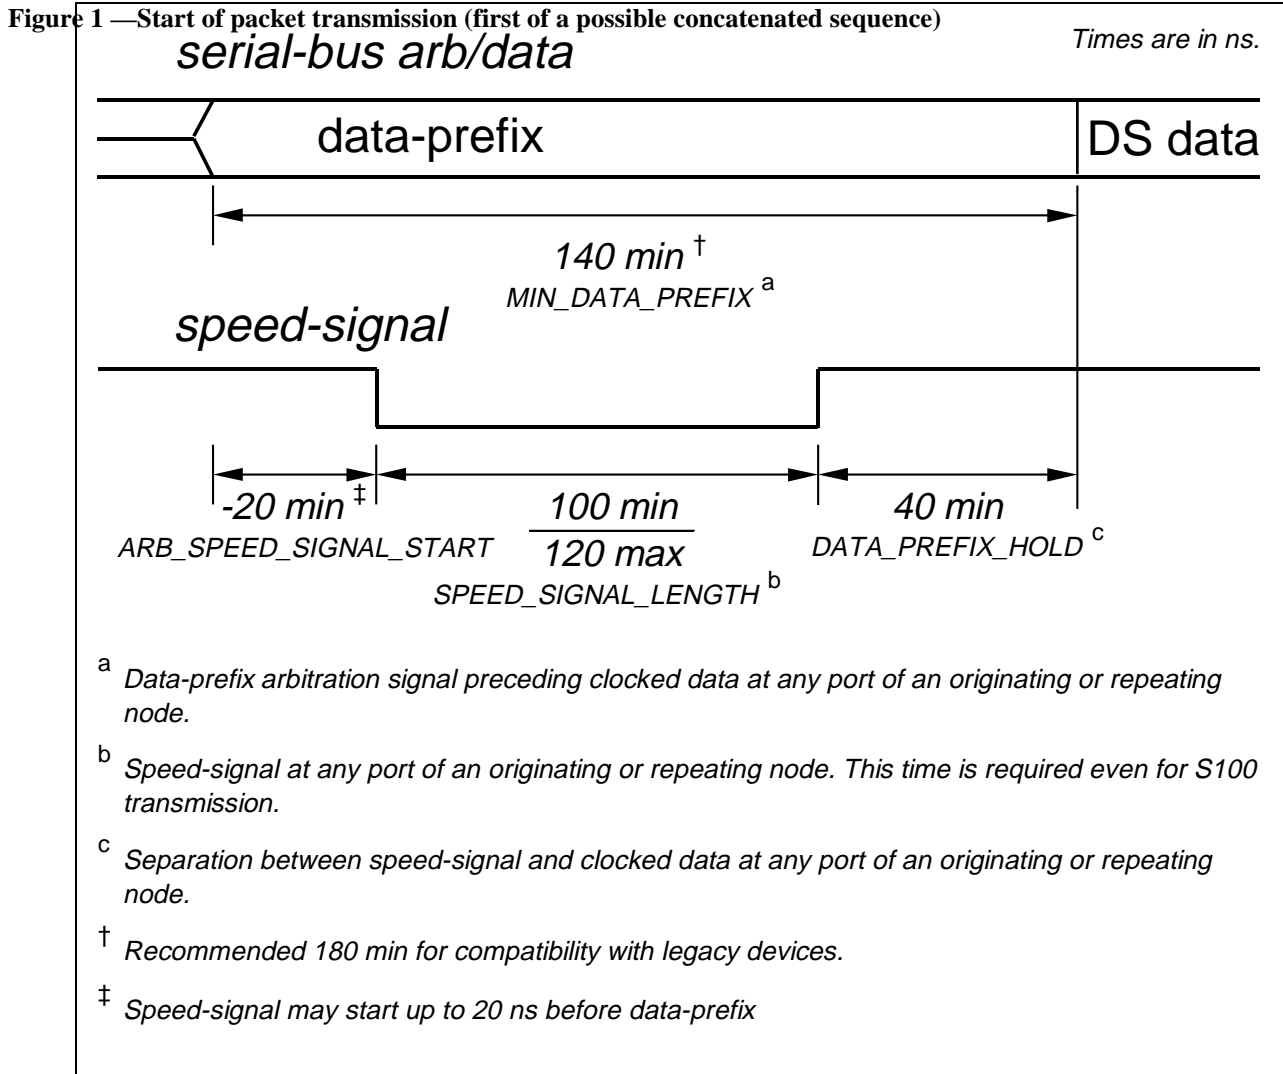 Figure 1 —Start of packet transmission (first of a possible concatenated sequence)
serial-bus arb/data
Times are in ns.
data-prefix
DS data
140 min †
MIN_DATA_PREFIX a
speed-signal
-20 min ‡
ARB_SPEED_SIGNAL_START
100 min
120 max
SPEED_SIGNAL_LENGTH b
40 min
DATA_PREFIX_HOLD c
a Data-prefix arbitration signal preceding clocked data at any port of an originating or repeating
node.
b Speed-signal at any port of an originating or repeating node. This time is required even for S100
transmission.
c Separation between speed-signal and clocked data at any port of an originating or repeating
node.
† Recommended 180 min for compatibility with legacy devices.
‡ Speed-signal may start up to 20 ns before data-prefix